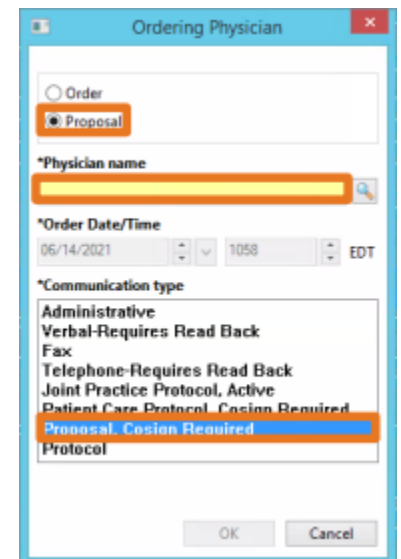 Ordering Physician
Order
Proposal
*Physician name
*Order Date/Time
06/14/2021 1058 EDT
*Communication type
Administrative
Verbal-Requires Read Back
Fax
Telephone-Requires Read Back
Joint Practice Protocol, Active
Patient Care Protocol, Cosign Required
Proposal, Cosign Required
Protocol
OK Cancel